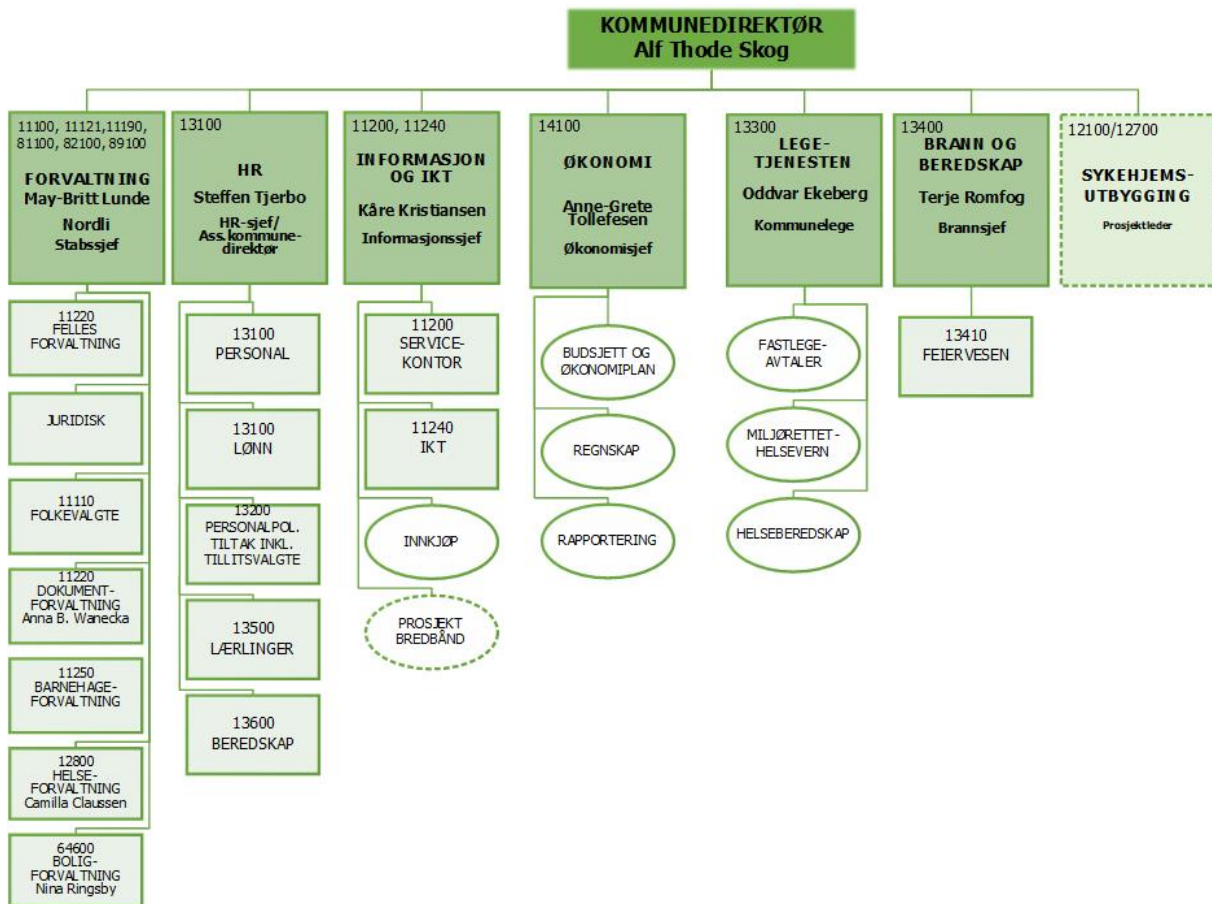 KOMMUNEDIREKTØR
Alf Thode Skog
11100, 11121,11190,
81100, 82100, 89100
FORVALTNING
May-Britt Lunde
Nordli
Stabssjef
11220
FELLES
FORVALTNING
JURIDISK
11110
FOLKEVALGTE
11220
DOKUMENT-
FORVALTNING
Anna B. Wanecka
11250
BARNEHAGE-
FORVALTNING
12800
HELSE-
FORVALTNING
Camilla Claussen
64600
BOLIG-
FORVALTNING
Nina Ringsby
13100
HR
Steffen Tjerbo
HR-sjef/
Ass.kommune-
direktør
13100
PERSONAL
13100
LØNN
13200
PERSONALPOL.
TILTAK INKL.
TILLITSVALGTE
13500
LÆRLINGER
13600
BEREDSKAP
11200, 11240
INFORMASJON
OG IKT
Kåre Kristiansen
Informasjonssjef
11200
SERVICE-
KONTOR
11240
IKT
INNKJØP
PROSJEKT
BREDBÅND
14100
ØKONOMI
Anne-Grete
Tollefesen
Økonomisjef
BUDSJETT OG
ØKONOMIPLAN
REGNSKAP
RAPPORTERING
13300
LEGE-
TJENESTEN
Oddvar Ekeberg
Kommunelege
FASTLEGE-
AVTALER
MILJØRETTET-
HELSEVERN
HELSEBEREDSKAP
13400
BRANN OG
BEREDSKAP
Terje Romfog
Brannsjef
13410
FEIERVESEN
12100/12700
SYKEHJEMS-
UTBYGGING
Prosjektleder